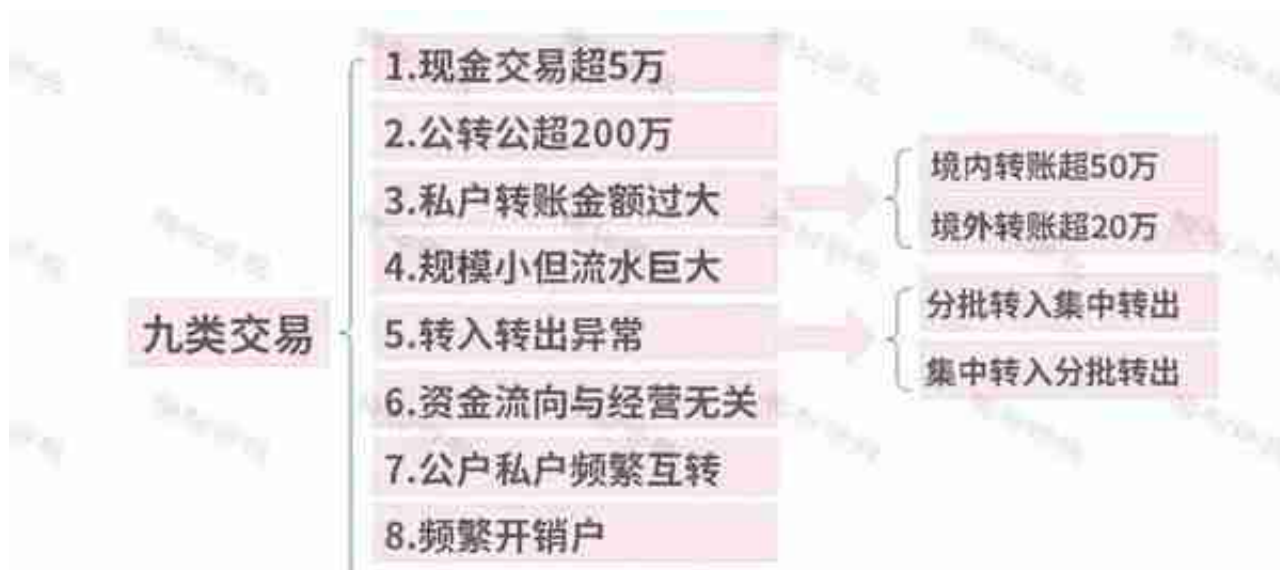 1.现金交易超5万
2.公转公超200万
3.私户转账金额过大
境内转账超50万
境外转账超20万
4.规模小但流水巨大
九类交易
5.转入转出异常
分批转入集中转出
集中转入分批转出
6.资金流向与经营无关
7.公户私户频繁互转
8.频繁开销户